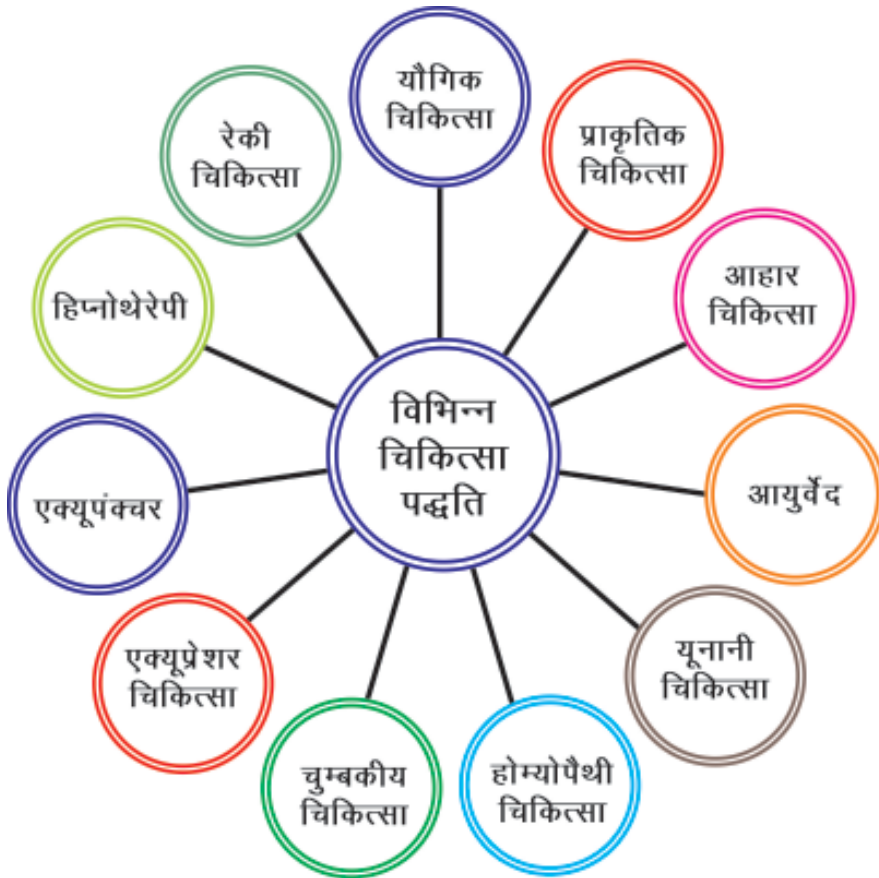 यौगिक
चिकित्सा
प्राकृतिक
चिकित्सा
आहार
चिकित्सा
आयुर्वेद
यूनानी
चिकित्सा
होम्योपैथी
चिकित्सा
चुम्बकीय
चिकित्सा
एक्यूप्रेशर
चिकित्सा
एक्यूपंक्चर
हिप्नोथेरेपी
रेकी
चिकित्सा
विभिन्न
चिकित्सा
पद्धति